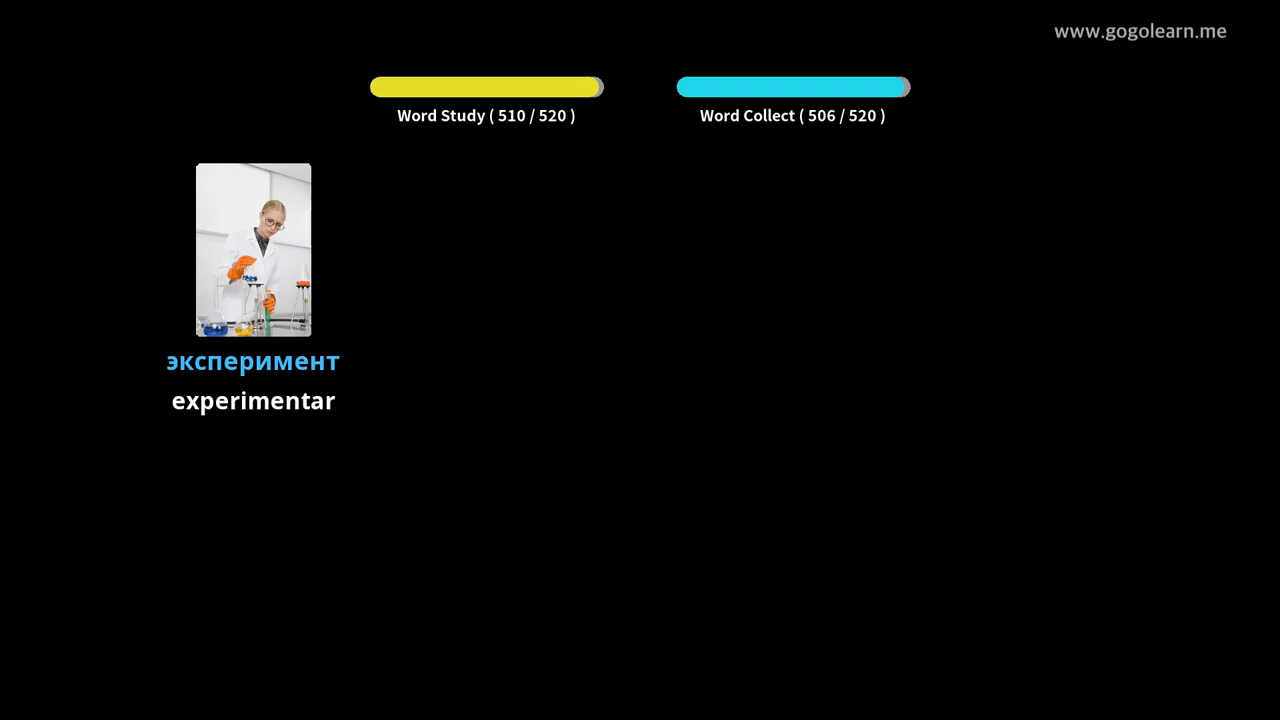 www.gogolearn.me
Word Study ( 510 / 520 )
Word Collect ( 506 / 520 )
эксперимент
experimentar